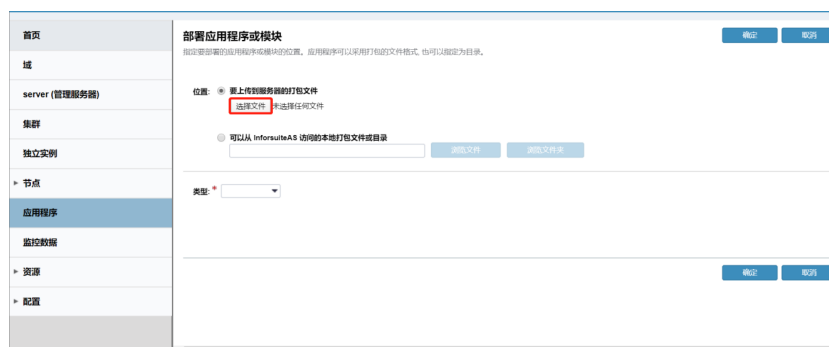 首页
域
server (管理服务器)
集群
独立实例
节点
应用程序
监控数据
资源
配置
部署应用程序或模块
确定 取消
指定要部署的应用程序或模块的位置。应用程序可以采用打包的文件格式, 也可以指定为目录。
位置: 要上传到服务器的打包文件
选择文件 未选择任何文件
可以从 InforsuiteAS 访问的本地打包文件或目录
浏览文件 浏览文件夹
类型: *
确定 取消